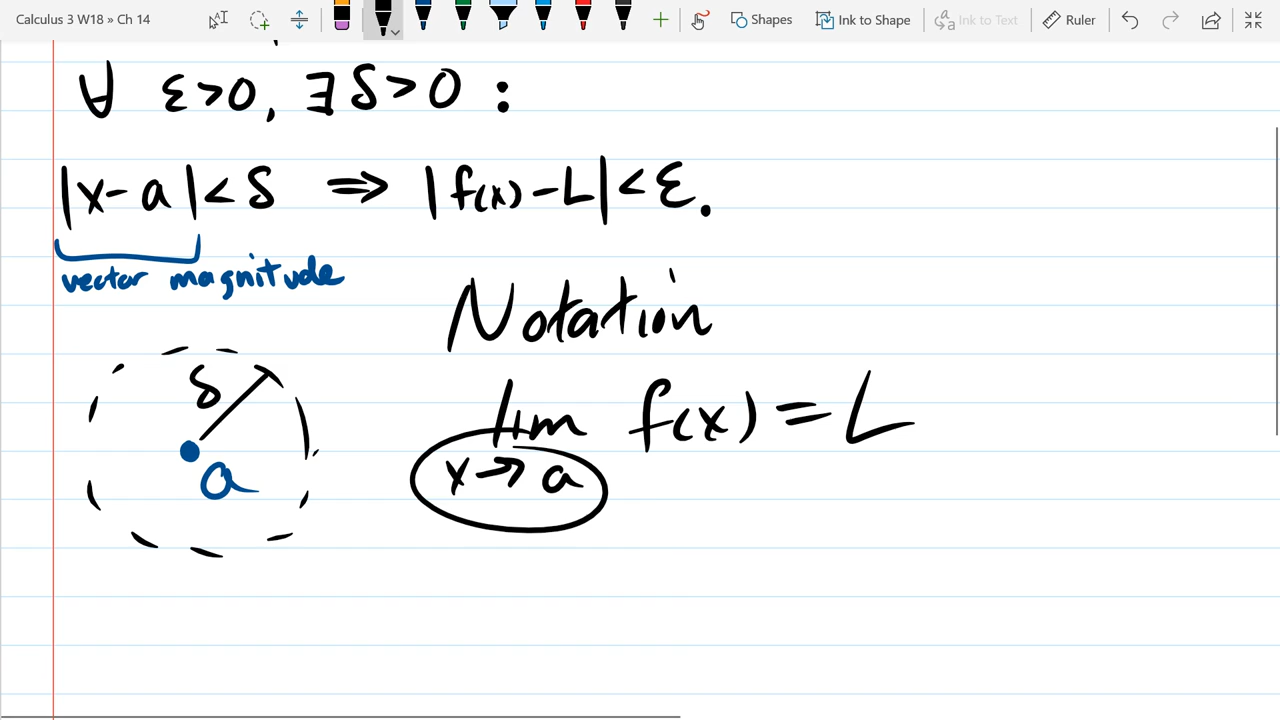 Calculus 3 W18 » Ch 14
Shapes
Ink to Shape
Ink to Text
Ruler
∀ ε>0, ∃ δ>0 :
|x-a|<δ ⇒ |f(x)-L|<ε.
vector magnitude
Notation
δ
a
lim f(x) = L
x→a